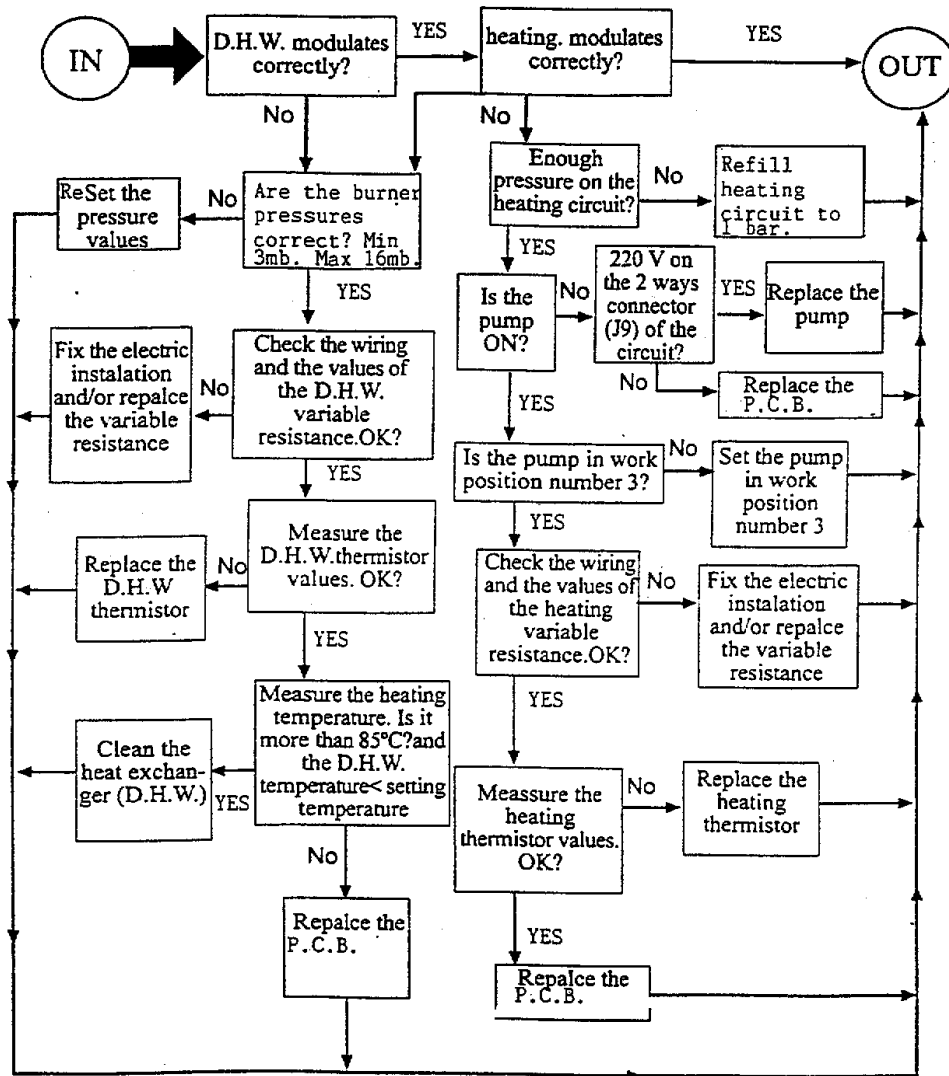 IN
D.H.W. modulates
correctly?
YES
heating. modulates
correctly?
YES
OUT
No
No
ReSet the
pressure
values
No
Are the burner
pressures
correct? Min
3mb. Max 16mb.
Enough
pressure on the
heating circuit?
No
Refill
heating
circuit to
1 bar.
YES
YES
Is the
pump
ON?
No
220 V on
the 2 ways
connector
(J9) of the
circuit?
YES
Replace the
pump
Fix the electric
instalation
and/or repalce
the variable
resistance
No
Check the wiring
and the values of
the D.H.W.
variable
resistance.OK?
No
Replace the
P.C.B.
YES
YES
Is the pump in work
position number 3?
No
Set the pump
in work
position
number 3
Replace the
D.H.W
thermistor
No
Measure the
D.H.W.thermistor
values. OK?
YES
YES
Check the wiring
and the values of
the heating
variable
resistance.OK?
No
Fix the electric
instalation
and/or repalce
the variable
resistance
Clean the
heat exchan-
ger (D.H.W.)
YES
Measure the heating
temperature. Is it
more than 85°C?and
the D.H.W.
temperature< setting
temperature
YES
No
Meassure the
heating
thermistor values.
OK?
No
Replace the
heating
thermistor
Repalce the
P.C.B.
YES
Repalce the
P.C.B.